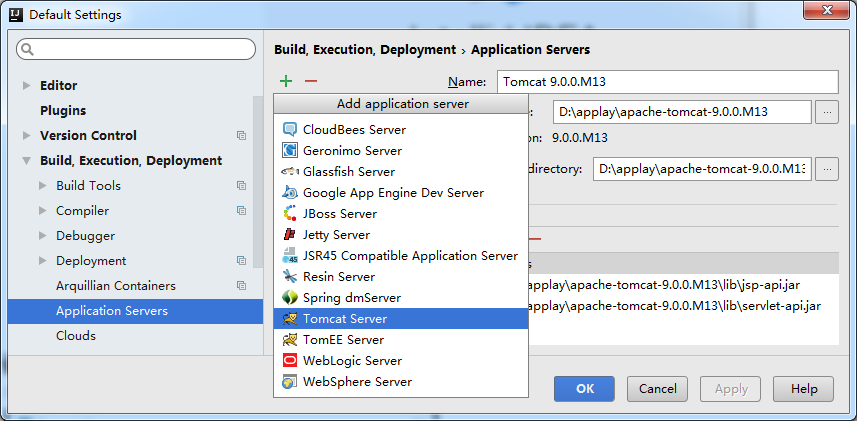 Default Settings
Build, Execution, Deployment › Application Servers
Editor
Plugins
Version Control
Build, Execution, Deployment
Build Tools
Compiler
Debugger
Deployment
Arquillian Containers
Application Servers
Clouds
Name: Tomcat 9.0.0.M13
Add application server
CloudBees Server
Geronimo Server
Glassfish Server
Google App Engine Dev Server
JBoss Server
Jetty Server
JSR45 Compatible Application Server
Resin Server
Spring dmServer
Tomcat Server
TomEE Server
WebLogic Server
WebSphere Server
: D:\applay\apache-tomcat-9.0.0.M13 ...
on: 9.0.0.M13
directory: D:\applay\apache-tomcat-9.0.0.M13 ...
s
applay\apache-tomcat-9.0.0.M13\lib\jsp-api.jar
applay\apache-tomcat-9.0.0.M13\lib\servlet-api.jar
OK
Cancel
Apply
Help